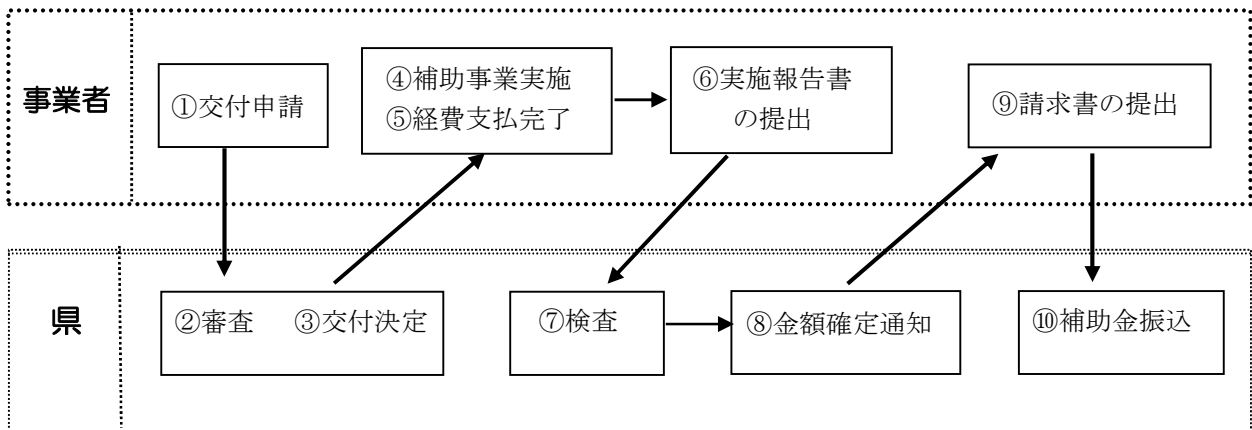 事業者
①交付申請
④補助事業実施
⑤経費支払完了
⑥実施報告書
の提出
⑨請求書の提出
県
②審査　③交付決定
⑦検査
⑧金額確定通知
⑩補助金振込